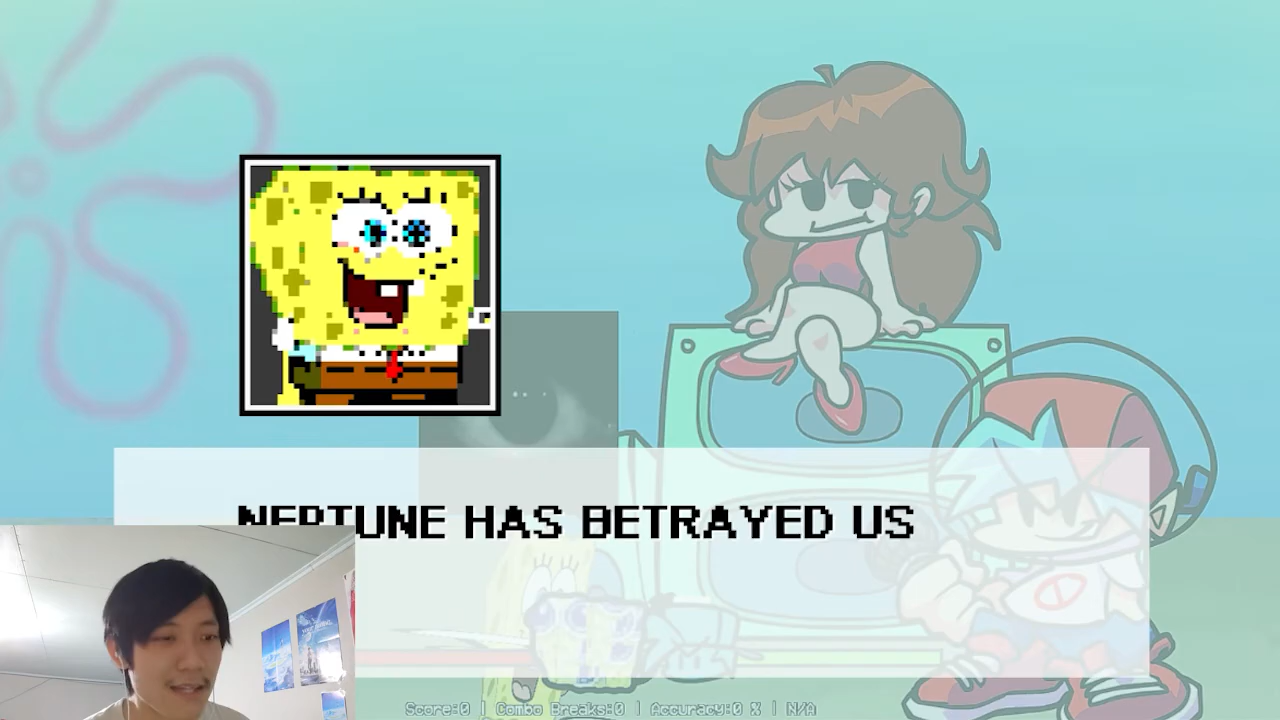 NEPTUNE HAS BETRAYED US
Score:0 | Combo Breaks:0 | Accuracy:0 % | N/A